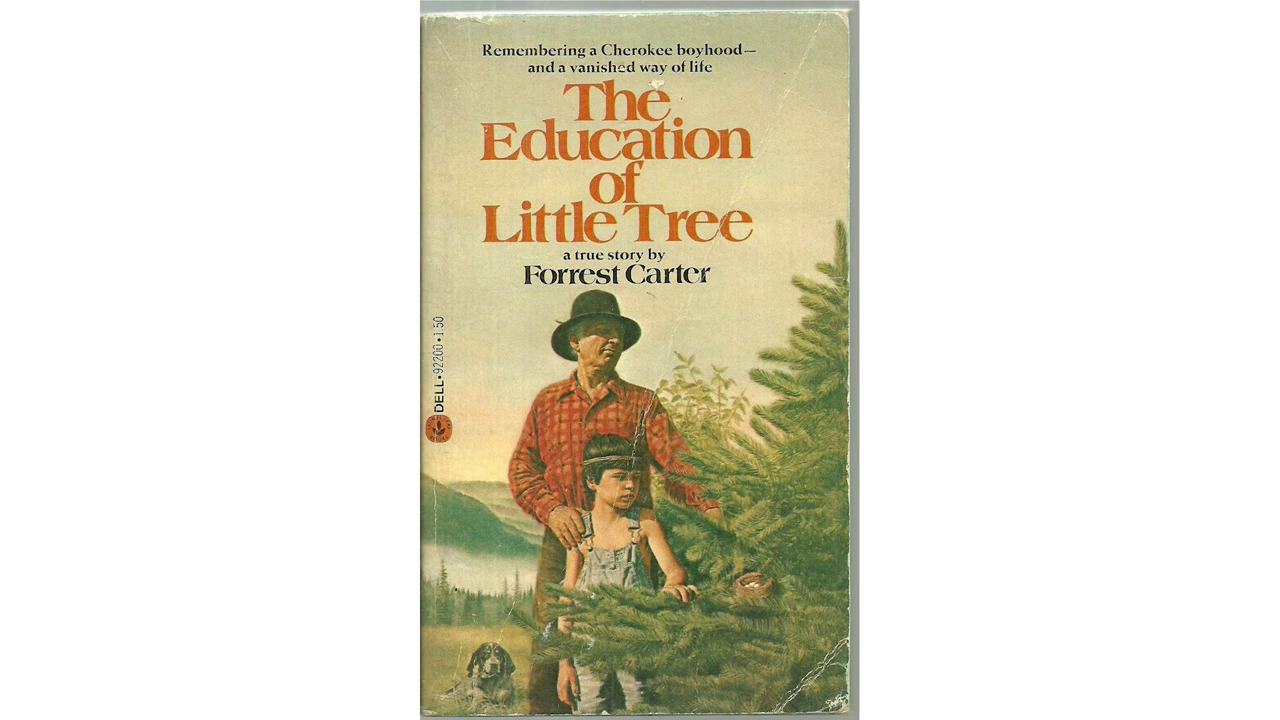 Remembering a Cherokee boyhood—
and a vanished way of life
The
Education
of
Little Tree
a true story by
Forrest Carter
DELL • 92200 • 1.50